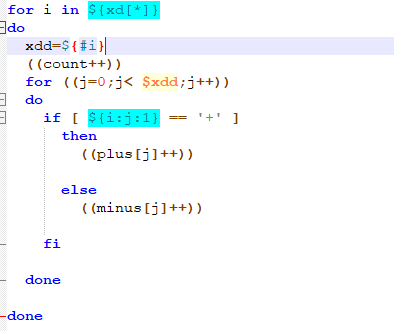 for i in ${xd[*]}
do
xdd=${#i}
((count++))
for ((j=0;j< $xdd;j++))
do
if [ ${i:j:1} == '+' ]
then
((plus[j]++))
else
((minus[j]++))
fi
done
done